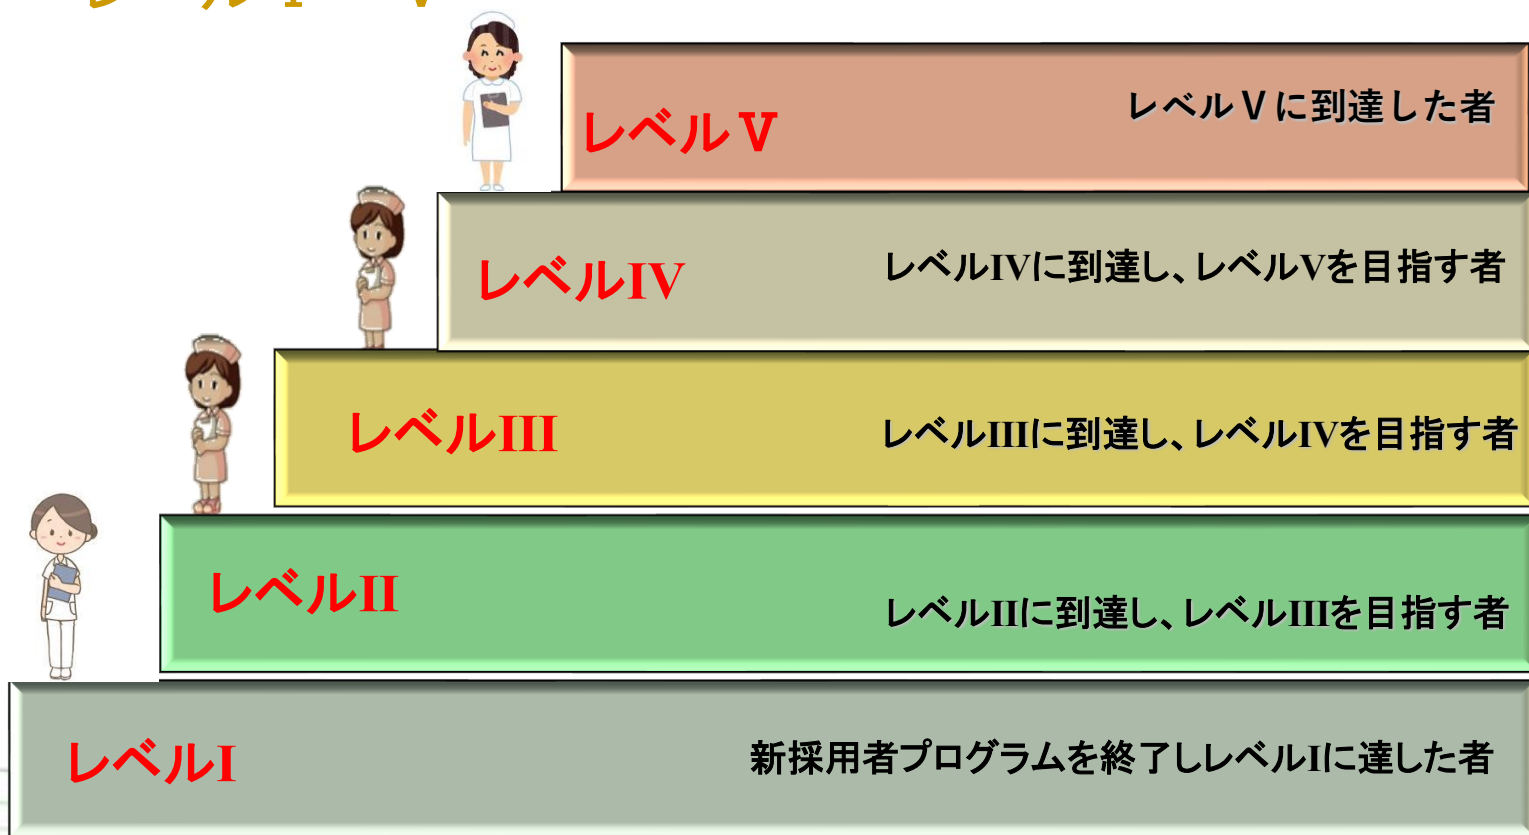 レベルⅤ
レベルⅤに到達した者
レベルIV
レベルIVに到達し、レベルVを目指す者
レベルIII
レベルIIIに到達し、レベルIVを目指す者
レベルII
レベルIIに到達し、レベルIIIを目指す者
レベルI
新採用者プログラムを終了しレベルIに達した者